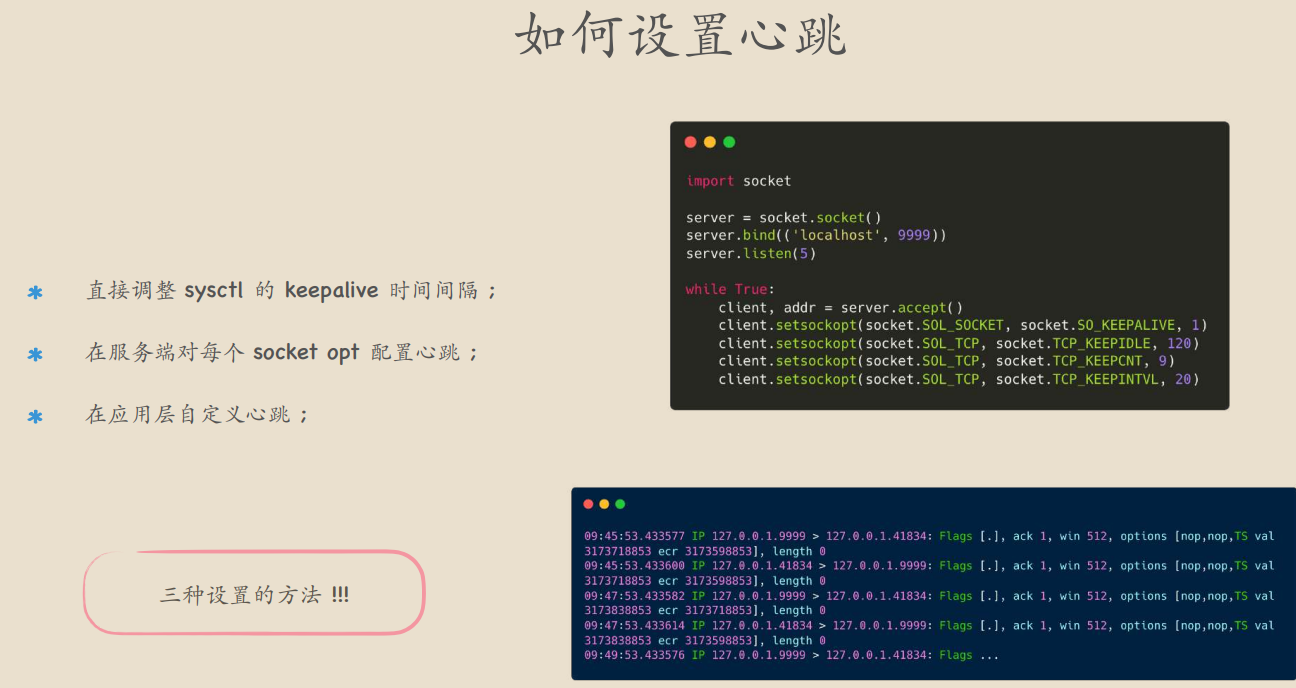 如何设置心跳
import socket
server = socket.socket()
server.bind(('localhost', 9999))
server.listen(5)
while True:
    client, addr = server.accept()
    client.setsockopt(socket.SOL_SOCKET, socket.SO_KEEPALIVE, 1)
    client.setsockopt(socket.SOL_TCP, socket.TCP_KEEPIDLE, 120)
    client.setsockopt(socket.SOL_TCP, socket.TCP_KEEPCNT, 9)
    client.setsockopt(socket.SOL_TCP, socket.TCP_KEEPINTVL, 20)
* 直接调整 sysctl 的 keepalive 时间间隔；
* 在服务端对每个 socket opt 配置心跳；
* 在应用层自定义心跳；
三种设置的方法 !!!
09:45:53.433577 IP 127.0.0.1.9999 > 127.0.0.1.41834: Flags [.], ack 1, win 512, options [nop,nop,TS val
3173718853 ecr 3173598853], length 0
09:45:53.433600 IP 127.0.0.1.41834 > 127.0.0.1.9999: Flags [.], ack 1, win 512, options [nop,nop,TS val
3173718853 ecr 3173598853], length 0
09:47:53.433582 IP 127.0.0.1.9999 > 127.0.0.1.41834: Flags [.], ack 1, win 512, options [nop,nop,TS val
3173838853 ecr 3173718853], length 0
09:47:53.433614 IP 127.0.0.1.41834 > 127.0.0.1.9999: Flags [.], ack 1, win 512, options [nop,nop,TS val
3173838853 ecr 3173598853], length 0
09:49:53.433576 IP 127.0.0.1.9999 > 127.0.0.1.41834: Flags ...